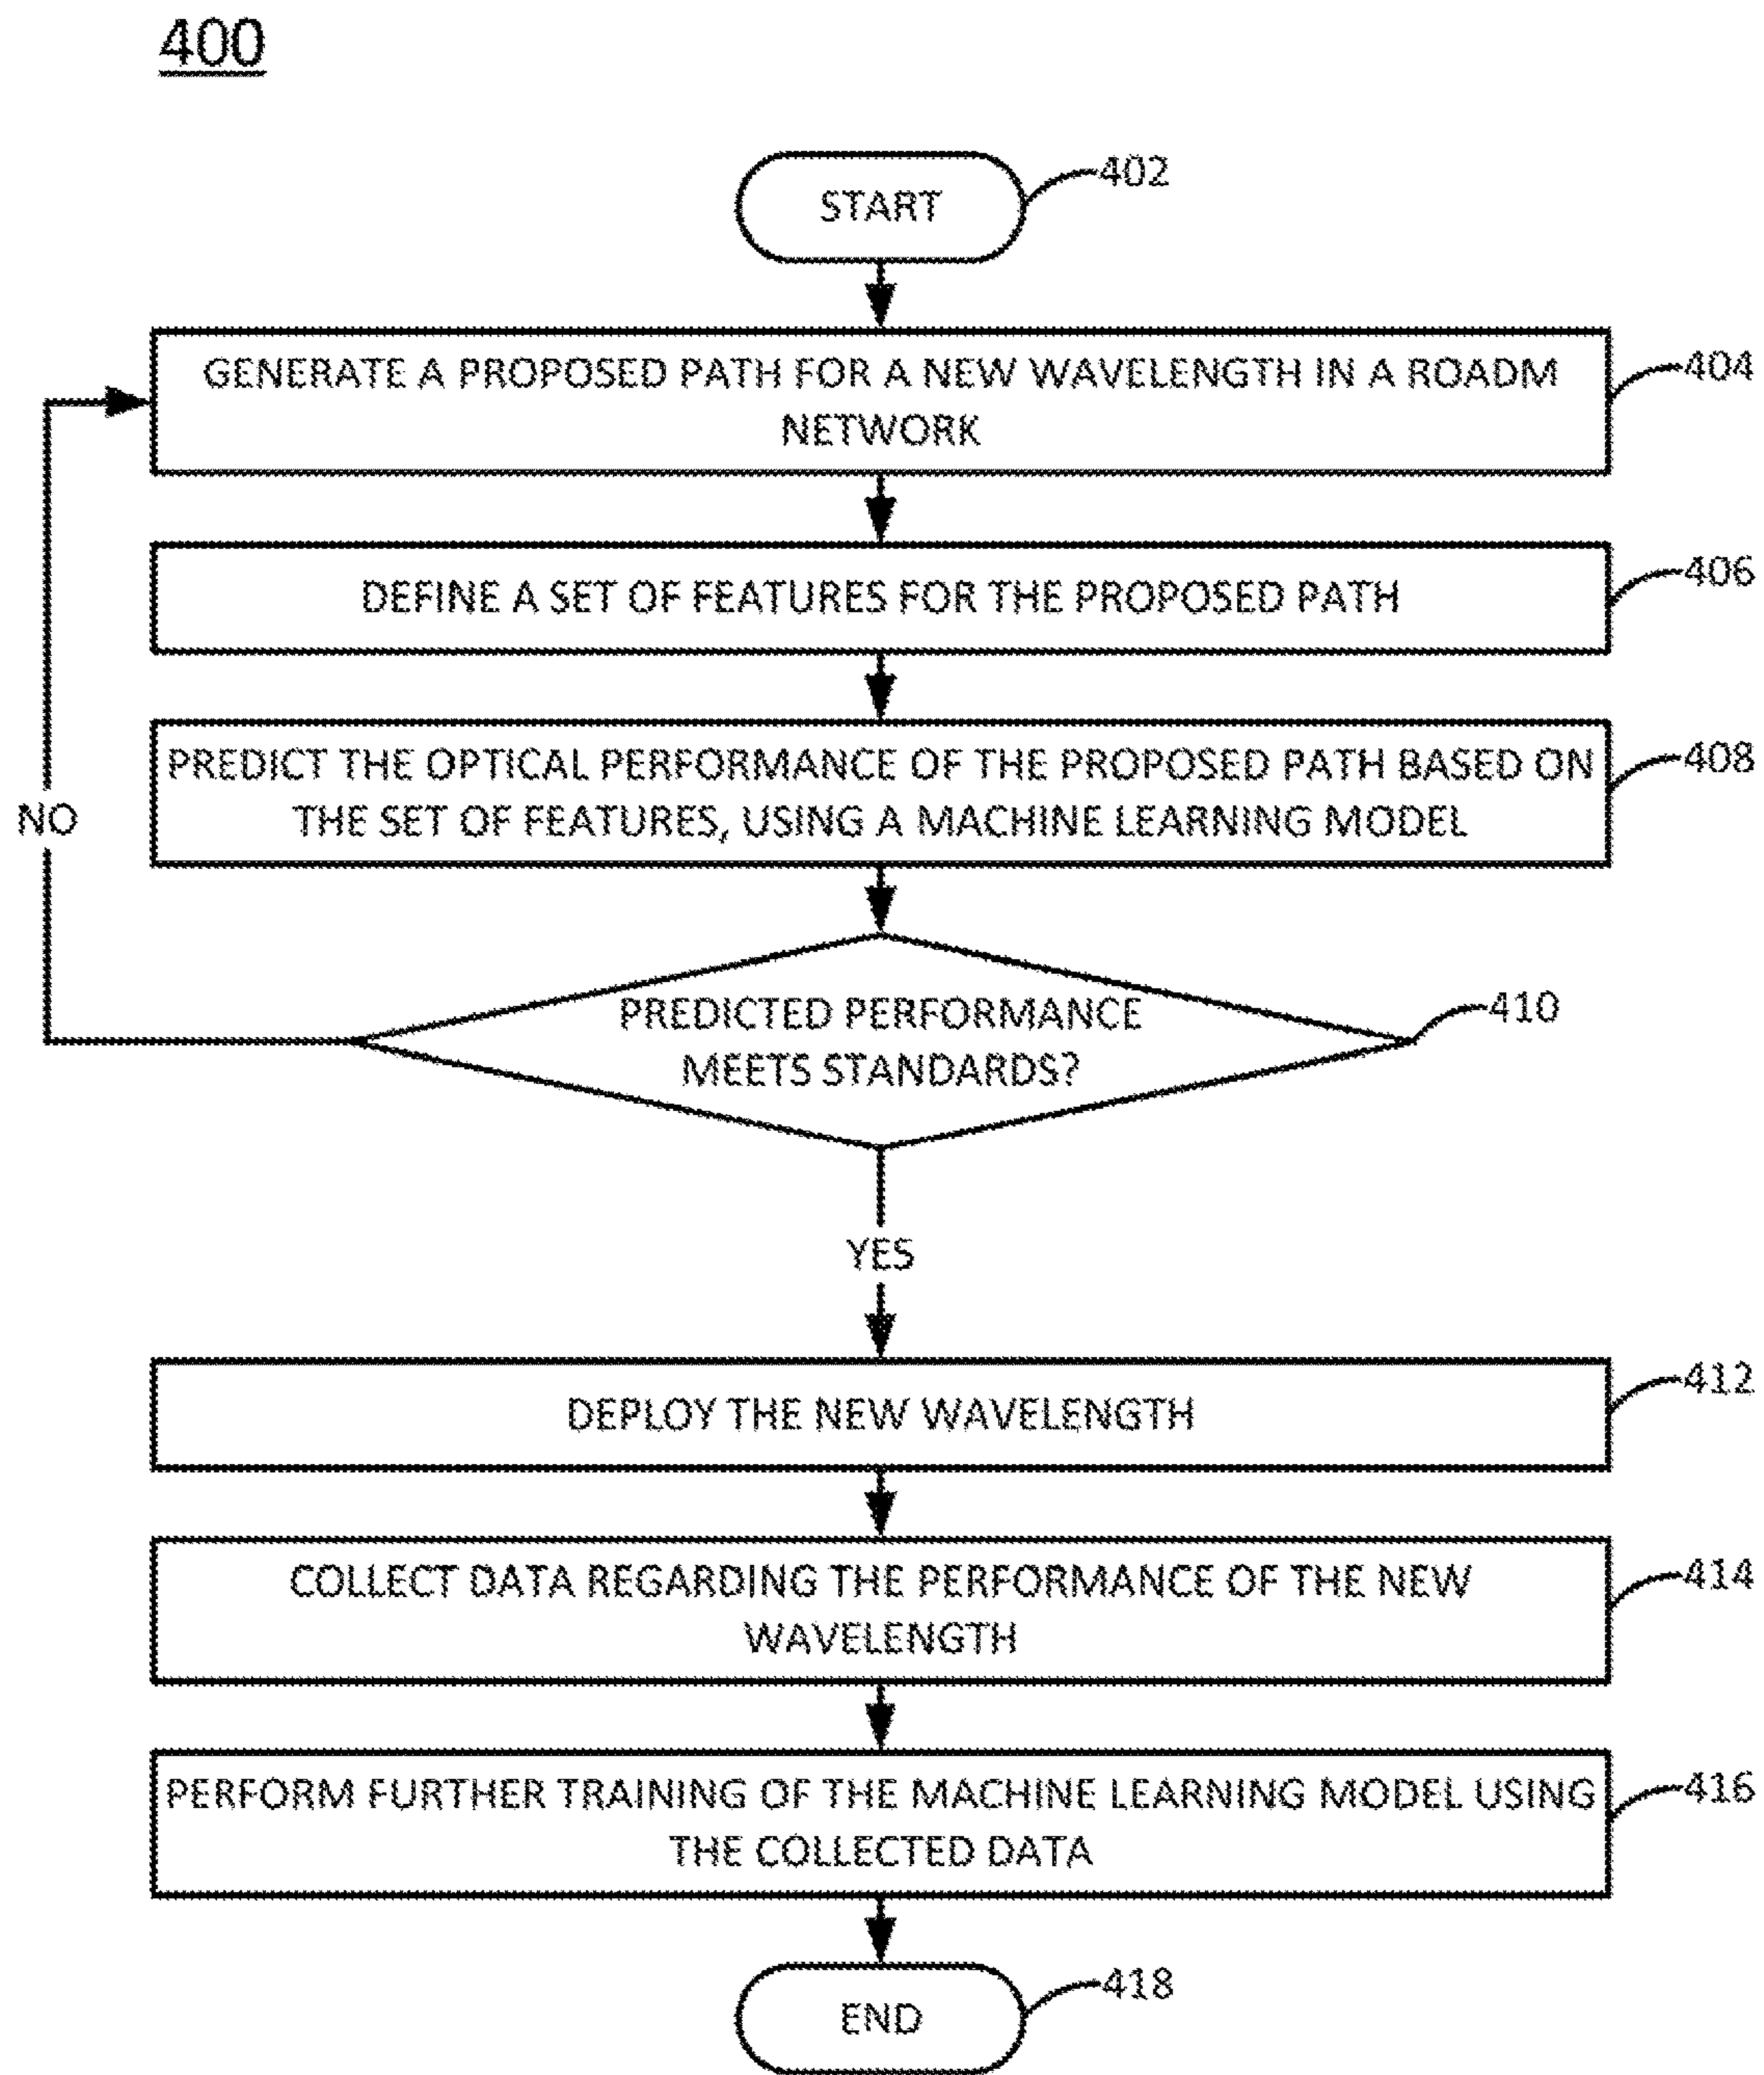 400
START
402
GENERATE A PROPOSED PATH FOR A NEW WAVELENGTH IN A ROADM
NETWORK
404
DEFINE A SET OF FEATURES FOR THE PROPOSED PATH
406
PREDICT THE OPTICAL PERFORMANCE OF THE PROPOSED PATH BASED ON
THE SET OF FEATURES, USING A MACHINE LEARNING MODEL
408
NO
PREDICTED PERFORMANCE
MEETS STANDARDS?
410
YES
DEPLOY THE NEW WAVELENGTH
412
COLLECT DATA REGARDING THE PERFORMANCE OF THE NEW
WAVELENGTH
414
PERFORM FURTHER TRAINING OF THE MACHINE LEARNING MODEL USING
THE COLLECTED DATA
416
END
418